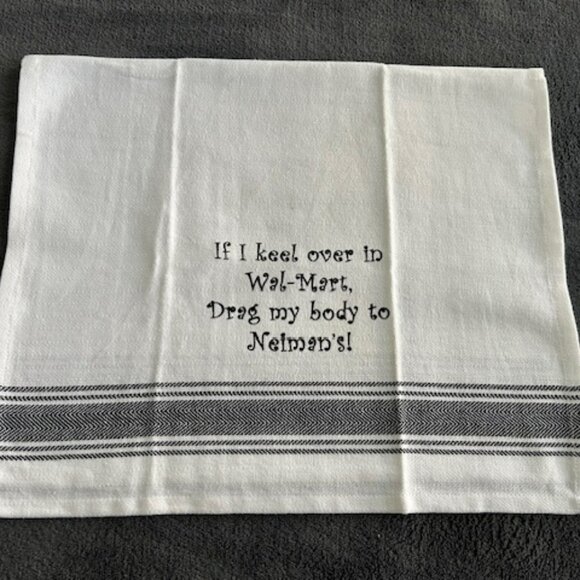 If I keel over in
Wal-Mart,
Drag my body to
Neiman's!